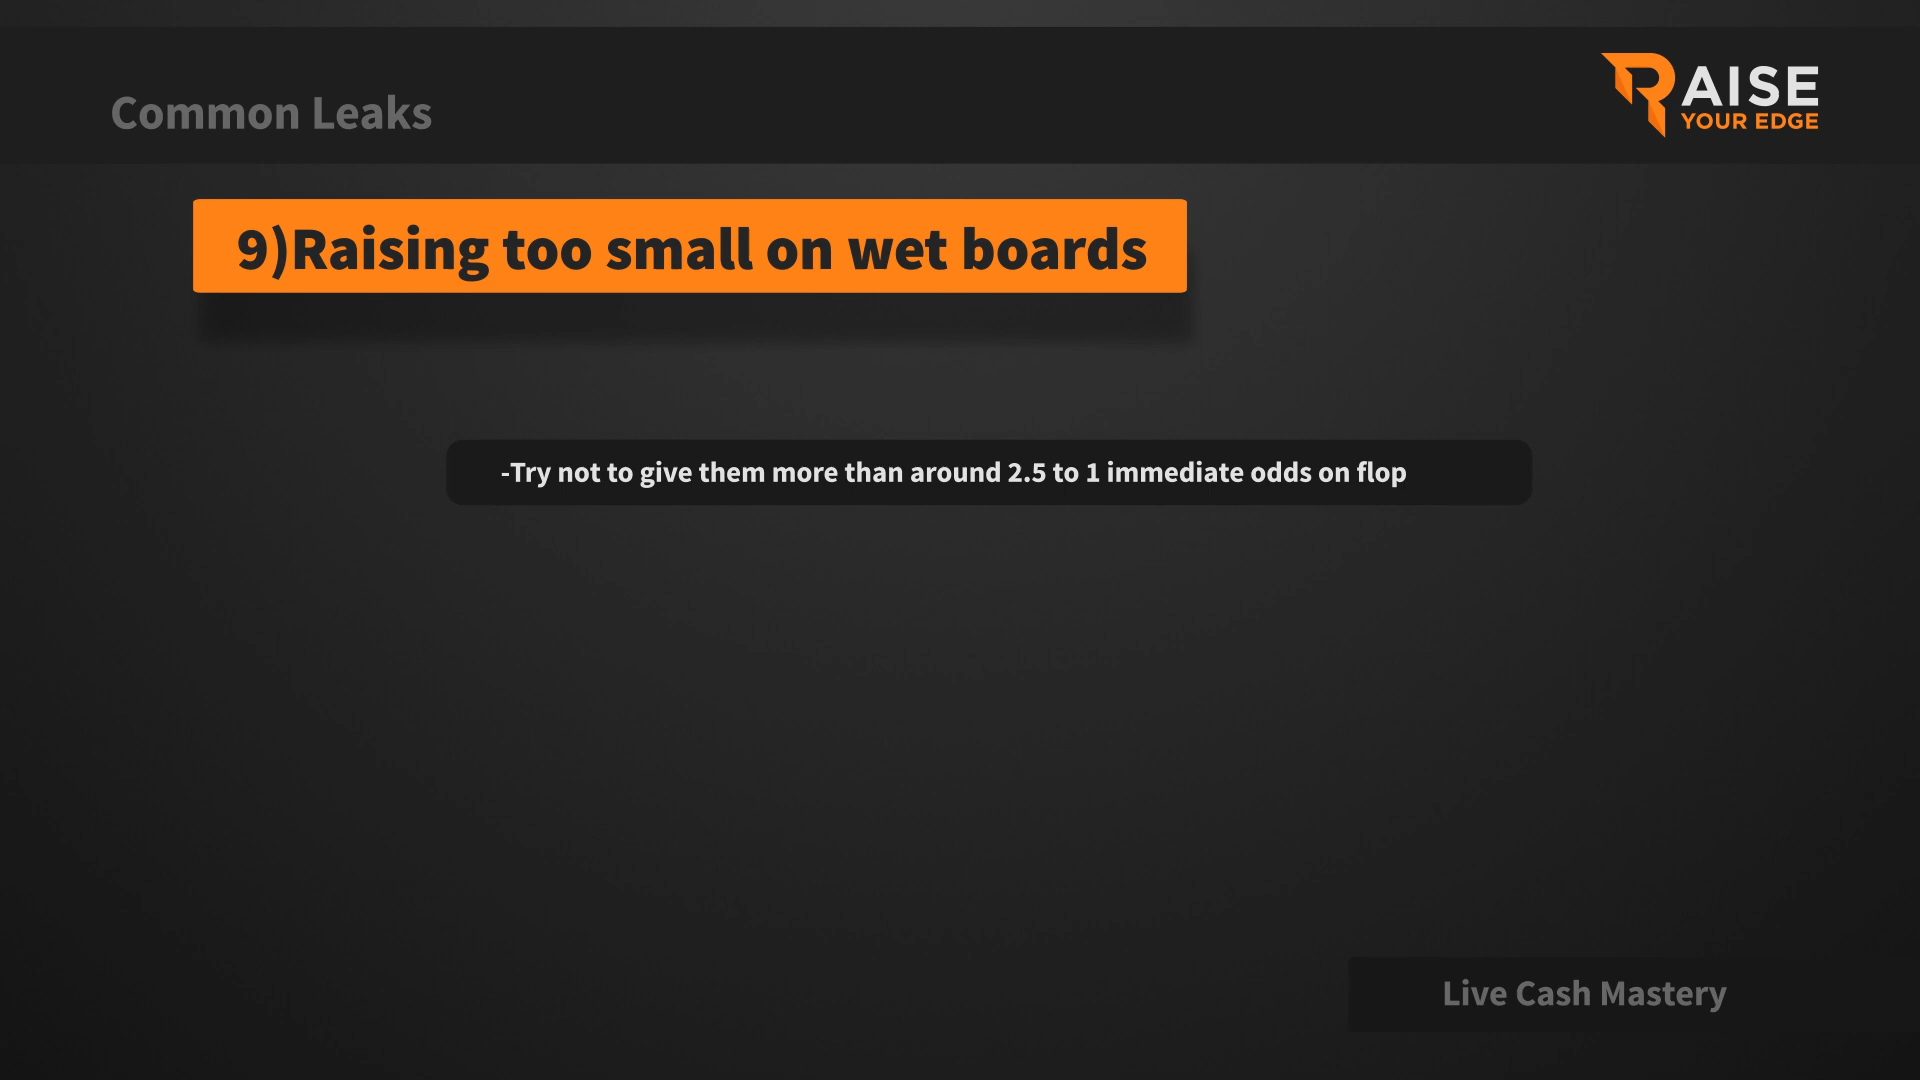 Common Leaks
RAISE
YOUR EDGE
9)Raising too small on wet boards
-Try not to give them more than around 2.5 to 1 immediate odds on flop
Live Cash Mastery